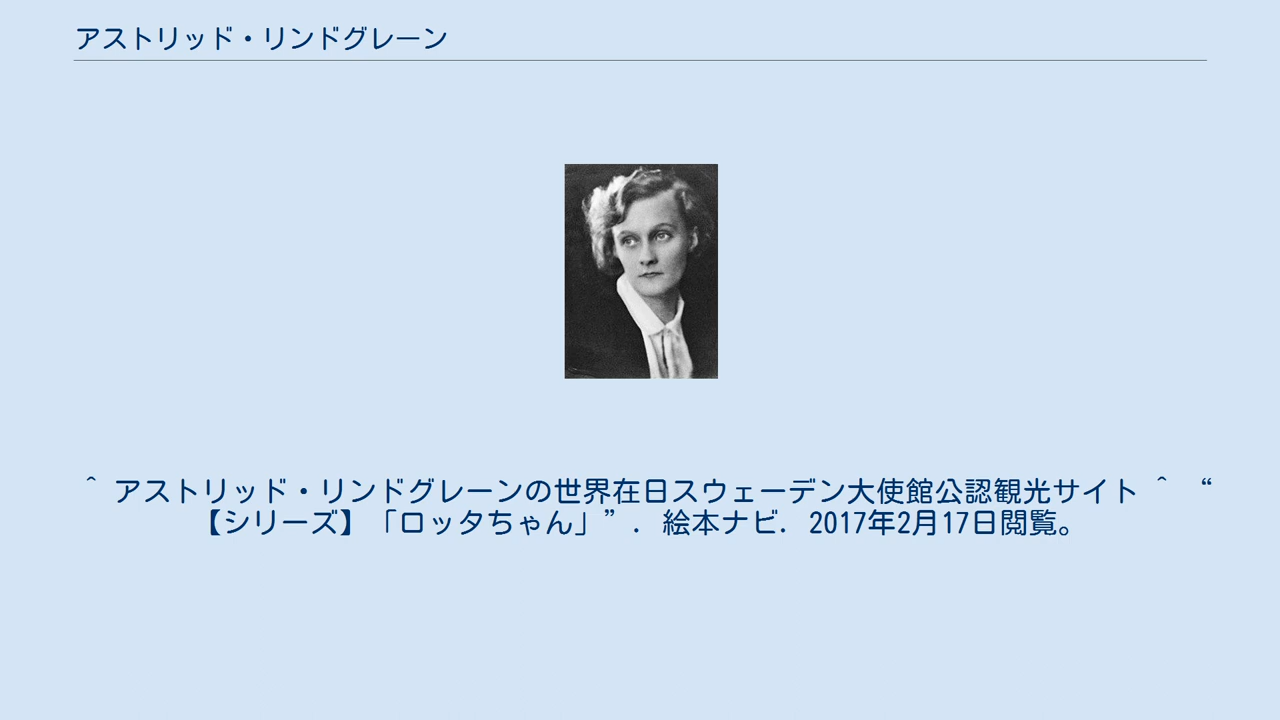 アストリッド・リンドグレーン
^ アストリッド・リンドグレーンの世界在日スウェーデン大使館公認観光サイト ^ “
【シリーズ】「ロッタちゃん」”. 絵本ナビ. 2017年2月17日閲覧。